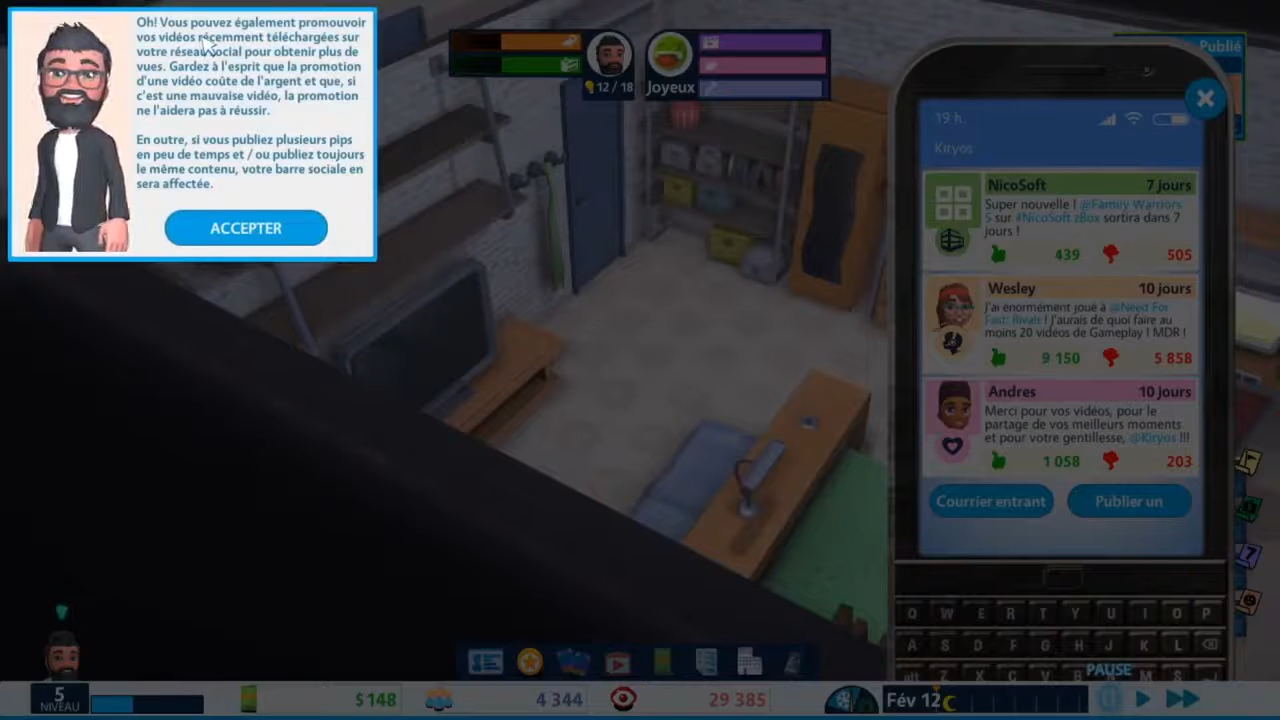 Oh! Vous pouvez également promouvoir
vos vidéos récemment téléchargées sur
votre réseau social pour obtenir plus de
vues. Gardez à l'esprit que la promotion
d'une vidéo coûte de l'argent et que, si
c'est une mauvaise vidéo, la promotion
ne l'aidera pas à réussir.
En outre, si vous publiez plusieurs pips
en peu de temps et / ou publiez toujours
le même contenu, votre barre sociale en
sera affectée.
ACCEPTER
12 / 18
Joyeux
Publié
19 h.
Kiryos
NicoSoft 7 jours
Super nouvelle ! @Family Warriors
5 sur #NicoSoft zBox sortira dans 7
jours !
439 505
Wesley 10 jours
J'ai enormément joué à @Need For
Fast: Rivals ! J'aurais de quoi faire au
moins 20 vidéos de Gameplay ! MDR !
9 150 5 858
Andres 10 jours
Merci pour vos vidéos, pour le
partage de vos meilleurs moments
et pour votre gentillesse, @Kiryos !!!
1 058 203
Courrier entrant Publier un
Q W E R T Y U I O P
A S D F G H J K L
alt Z X C V B N M
PAUSE
5
NIVEAU
$148
4 344
29 385
Fév 12
7